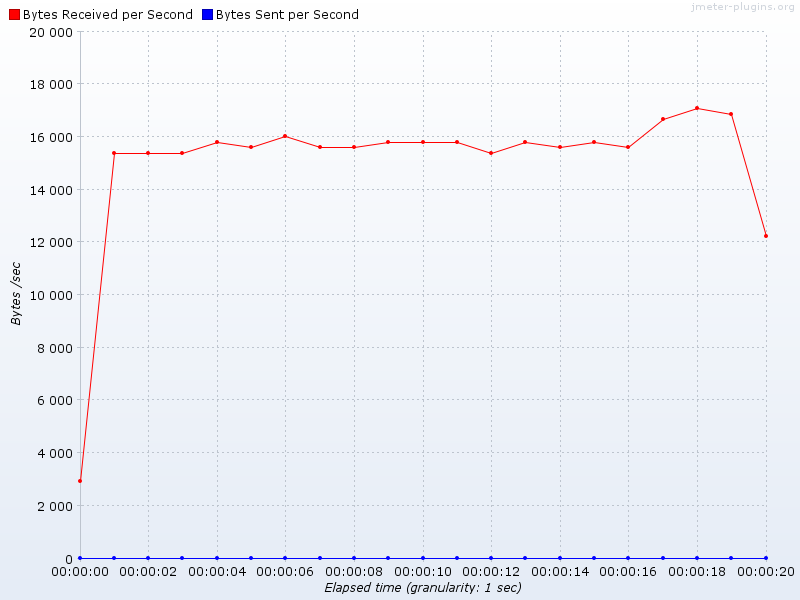 Bytes Received per Second Bytes Sent per Second
jmeter-plugins.org
20 000
18 000
16 000
14 000
12 000
10 000
8 000
6 000
4 000
2 000
0
Bytes /sec
00:00:00 00:00:02 00:00:04 00:00:06 00:00:08 00:00:10 00:00:12 00:00:14 00:00:16 00:00:18 00:00:20
Elapsed time (granularity: 1 sec)